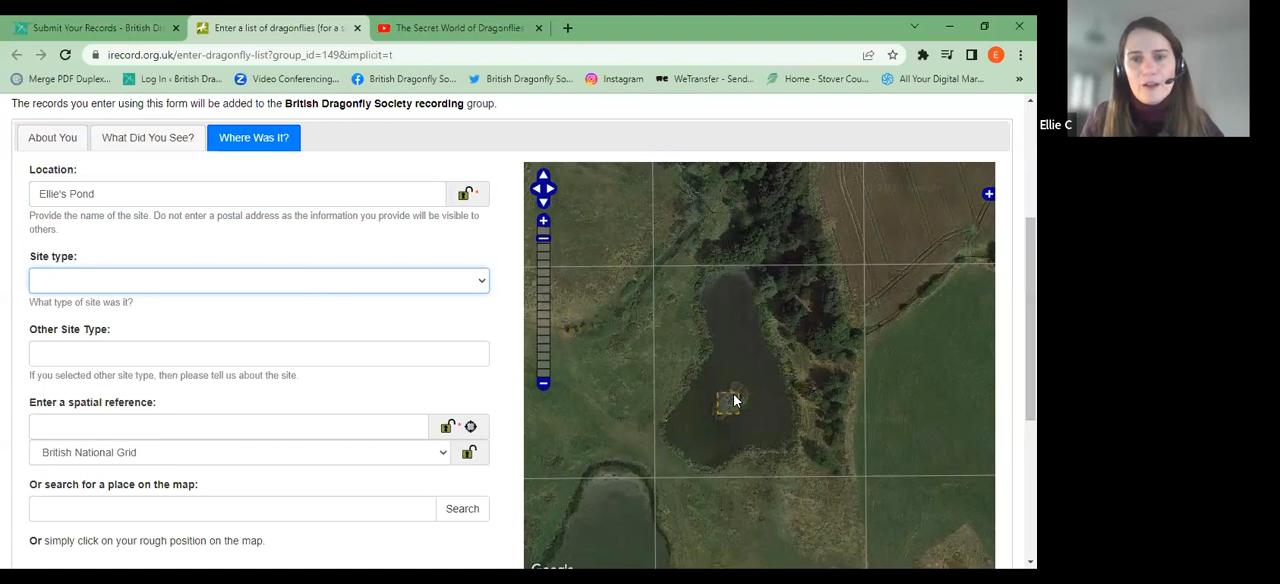 Submit Your Records - British Dr
Enter a list of dragonflies (for a s
The Secret World of Dragonflies
irecord.org.uk/enter-dragonfly-list?group_id=149&implicit=t
E
Merge PDF Duplex...
Log In ‹ British Dra...
Video Conferencing...
British Dragonfly So...
British Dragonfly So...
Instagram
WeTransfer - Send...
Home - Stover Cou...
All Your Digital Mar...
»
The records you enter using this form will be added to the British Dragonfly Society recording group.
About You
What Did You See?
Where Was It?
Location:
Ellie's Pond
Provide the name of the site. Do not enter a postal address as the information you provide will be visible to
others.
Site type:
What type of site was it?
Other Site Type:
If you selected other site type, then please tell us about the site.
Enter a spatial reference:
British National Grid
Or search for a place on the map:
Search
Or simply click on your rough position on the map.
Google
Ellie C